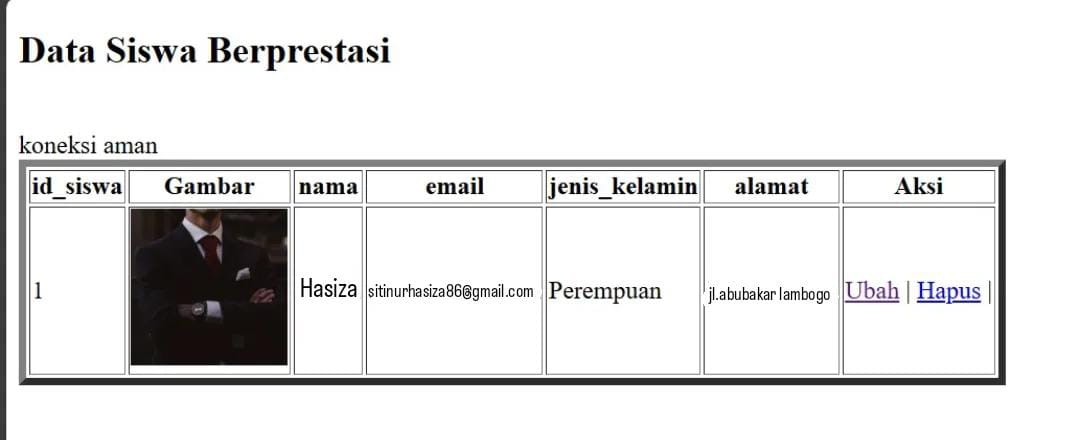 Data Siswa Berprestasi
koneksi aman
id_siswa Gambar nama email jenis_kelamin alamat Aksi
1 Hasiza sitinurhasiza86@gmail.com Perempuan jl.abubakar lambogo Ubah | Hapus |